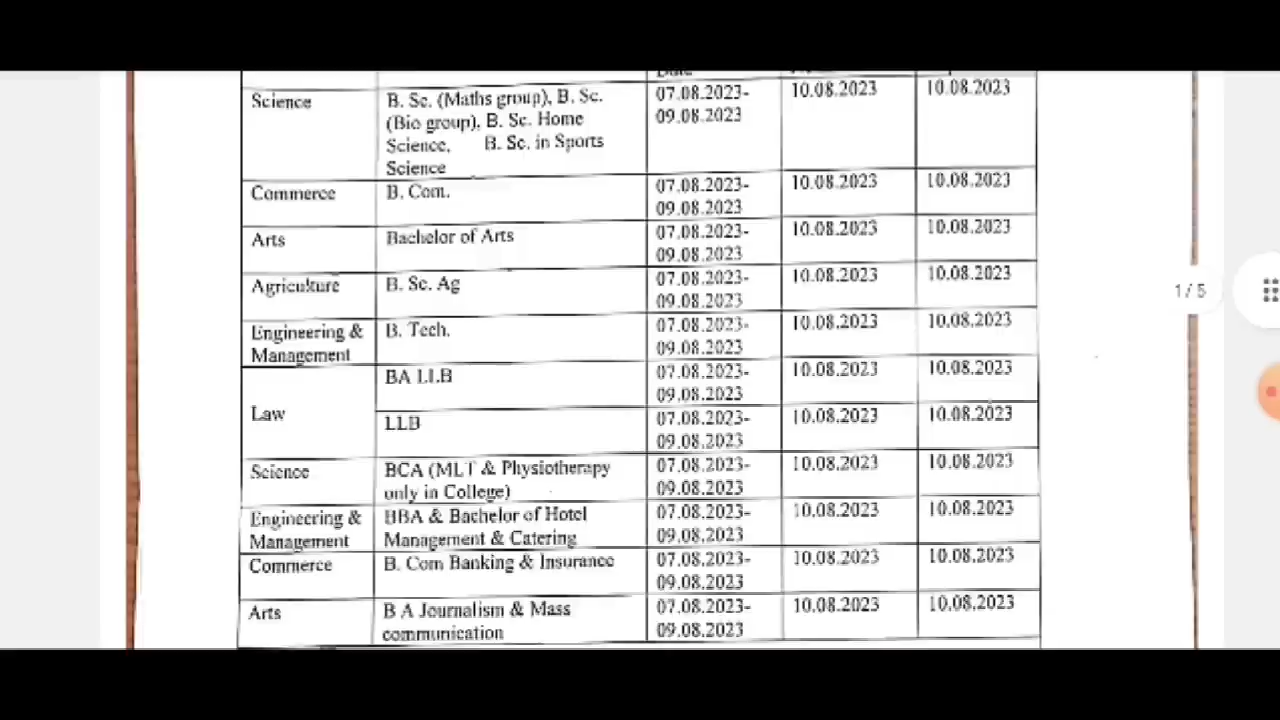 Date
Science B. Sc. (Maths group), B. Sc. 07.08.2023- 10.08.2023 10.08.2023
(Bio group), B. Sc. Home 09.08.2023
Science, B. Sc. in Sports
Science
Commerce B. Com. 07.08.2023- 10.08.2023 10.08.2023
09.08.2023
Arts Bachelor of Arts 07.08.2023- 10.08.2023 10.08.2023
09.08.2023
Agriculture B. Sc. Ag 07.08.2023- 10.08.2023 10.08.2023
09.08.2023
Engineering & B. Tech. 07.08.2023- 10.08.2023 10.08.2023
Management 09.08.2023
BA LLB 07.08.2023- 10.08.2023 10.08.2023
09.08.2023
Law LLB 07.08.2023- 10.08.2023 10.08.2023
09.08.2023
Science BCA (MLT & Physiotherapy 07.08.2023- 10.08.2023 10.08.2023
only in College) 09.08.2023
Engineering & BBA & Bachelor of Hotel 07.08.2023- 10.08.2023 10.08.2023
Management Management & Catering 09.08.2023
Commerce B. Com Banking & Insurance 07.08.2023- 10.08.2023 10.08.2023
09.08.2023
Arts B A Journalism & Mass 07.08.2023- 10.08.2023 10.08.2023
communication 09.08.2023
1 / 5